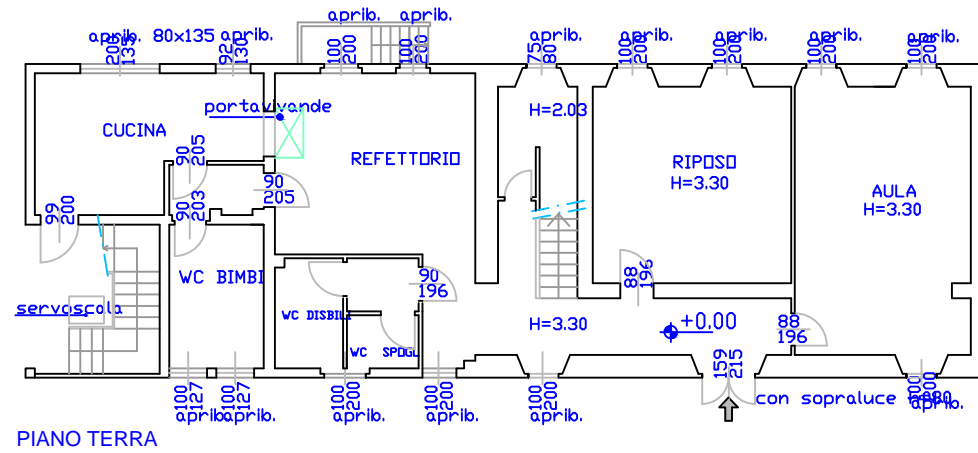 aprib.
aprib.
aprib. 80x135
aprib.
aprib.
aprib.
aprib.
aprib.
aprib.
205
135
92
130
100
200
100
200
75
80
100
200
100
200
100
200
100
200
portavivande
H=2.03
CUCINA
REFETTORIO
RIPOSO
H=3.30
AULA
H=3.30
90
205
90
205
99
200
90
203
WC BIMBI
90
196
88
196
servoscala
WC DISBILI
WC SPOGL
H=3.30
+0,00
88
196
159
215
100
127
100
127
100
200
100
200
100
200
100
200
aprib.
aprib.
aprib.
aprib.
aprib.
con sopraluce
aprib.
PIANO TERRA